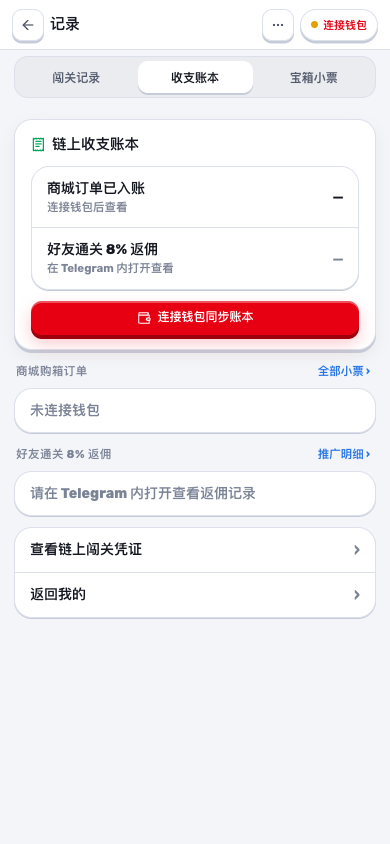 记录
连接钱包
闯关记录
收支账本
宝箱小票
链上收支账本
商城订单已入账
连接钱包后查看
—
好友通关 8% 返佣
在 Telegram 内打开查看
—
连接钱包同步账本
商城购箱订单
全部小票 ›
未连接钱包
好友通关 8% 返佣
推广明细 ›
请在 Telegram 内打开查看返佣记录
查看链上闯关凭证
返回我的